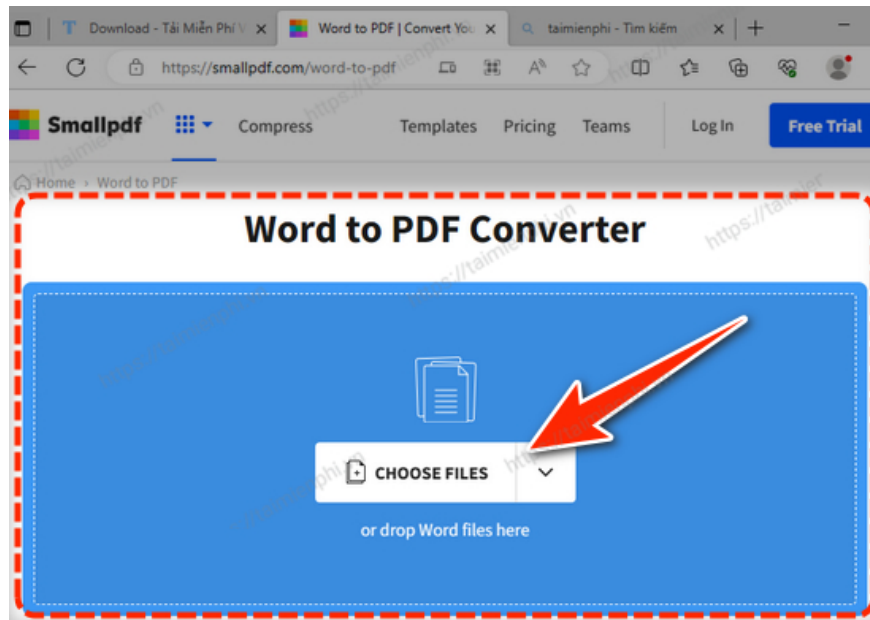 Download - Tải Miễn Phí V
Word to PDF | Convert You
taimienphi - Tìm kiếm
https://smallpdf.com/word-to-pdf
Smallpdf
Compress
Templates
Pricing
Teams
Log In
Free Trial
Home › Word to PDF
Word to PDF Converter
CHOOSE FILES
or drop Word files here